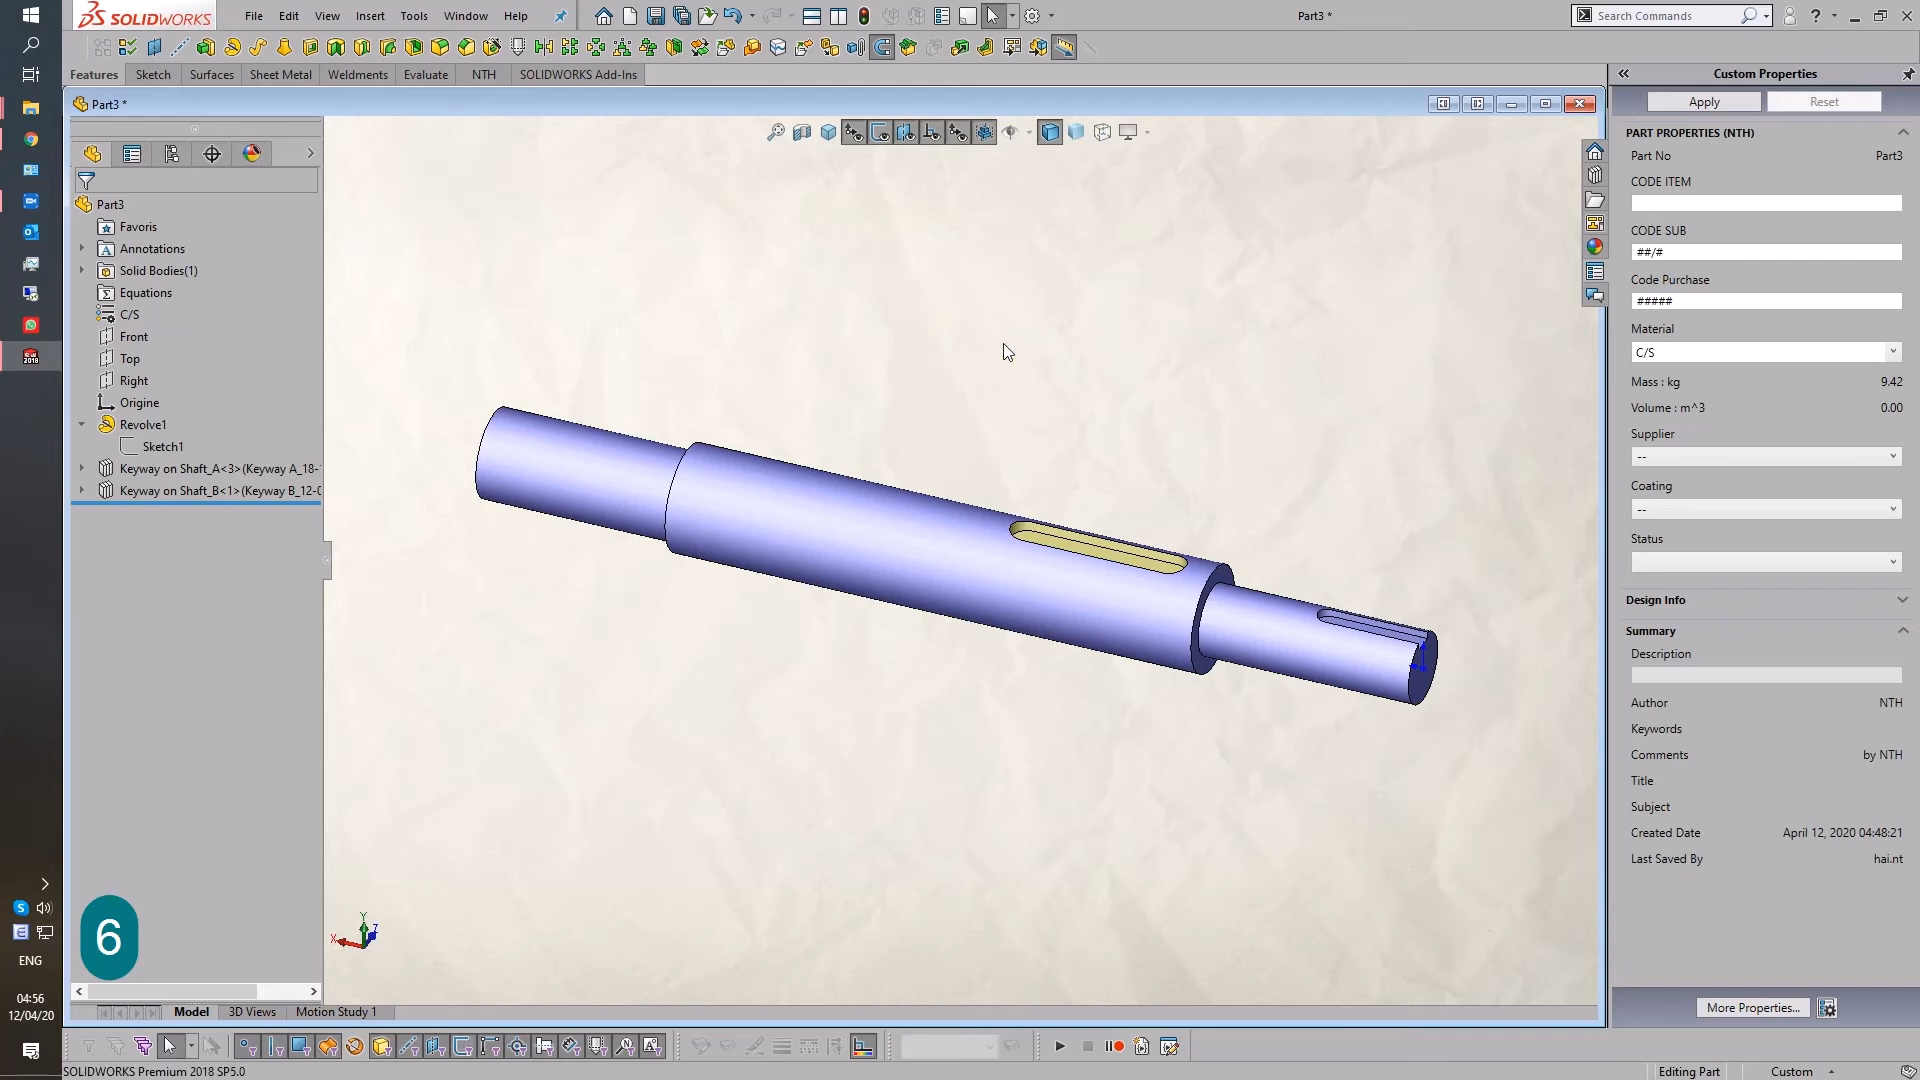 SOLIDWORKS
File Edit View Insert Tools Window Help
Part3 *
Search Commands
Features Sketch Surfaces Sheet Metal Weldments Evaluate NTH SOLIDWORKS Add-Ins
Part3 *
Part3
Favoris
Annotations
Solid Bodies(1)
Equations
C/S
Front
Top
Right
Origine
Revolve1
Sketch1
Keyway on Shaft_A<3>(Keyway A_18-
Keyway on Shaft_B<1>(Keyway B_12-0
Y
X
Z
Model 3D Views Motion Study 1
Custom Properties
Apply Reset
PART PROPERTIES (NTH)
Part No Part3
CODE ITEM
CODE SUB
##/#
Code Purchase
#####
Material
C/S
Mass : kg 9.42
Volume : m^3 0.00
Supplier
--
Coating
--
Status
Design Info
Summary
Description
Author NTH
Keywords
Comments by NTH
Title
Subject
Created Date April 12, 2020 04:48:21
Last Saved By hai.nt
More Properties...
6
ENG
04:56
12/04/20
SOLIDWORKS Premium 2018 SP5.0
Editing Part Custom